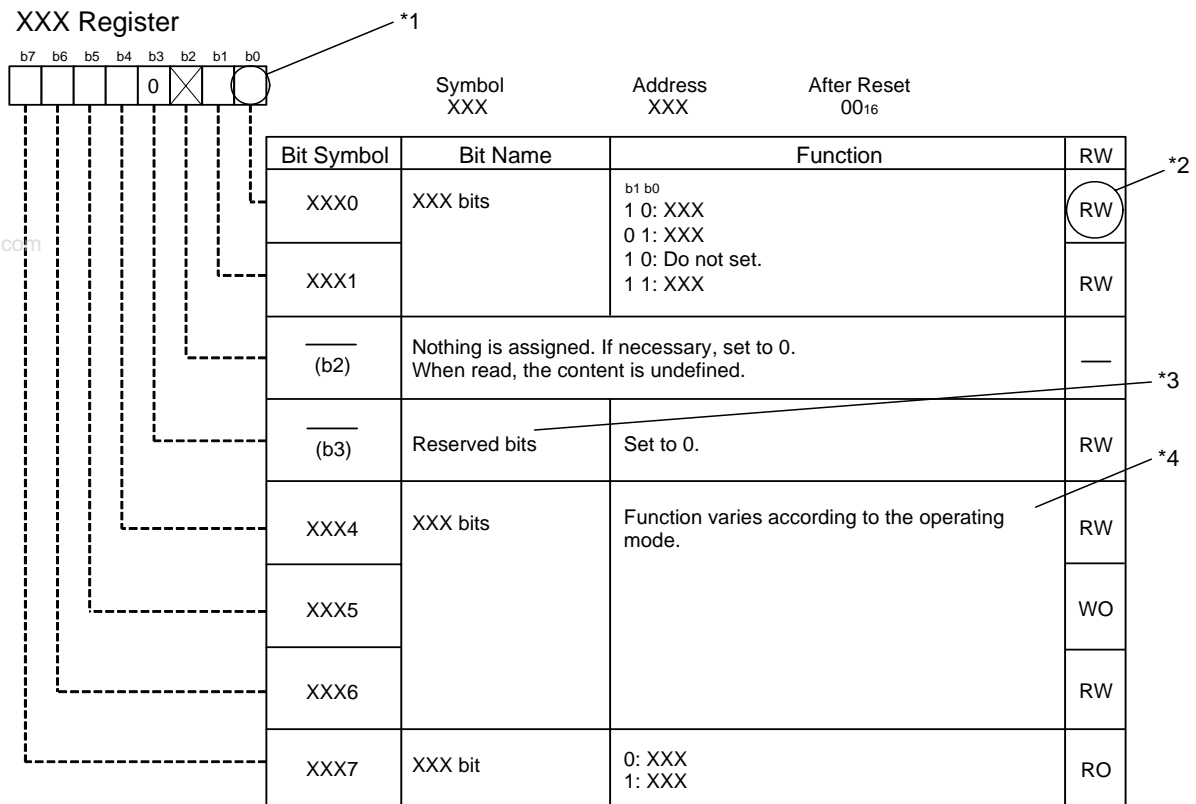 XXX Register
*1
b7 b6 b5 b4 b3 b2 b1 b0
0
Symbol Address After Reset
XXX XXX 0016
Bit Symbol Bit Name Function RW
*2
XXX0 XXX bits
b1 b0
1 0: XXX
0 1: XXX
1 0: Do not set.
1 1: XXX
RW
com
XXX1 RW
(b2)
Nothing is assigned. If necessary, set to 0.
When read, the content is undefined.
—
*3
(b3) Reserved bits Set to 0. RW
*4
XXX4 XXX bits
Function varies according to the operating
mode.
RW
XXX5 WO
XXX6 RW
XXX7 XXX bit
0: XXX
1: XXX
RO